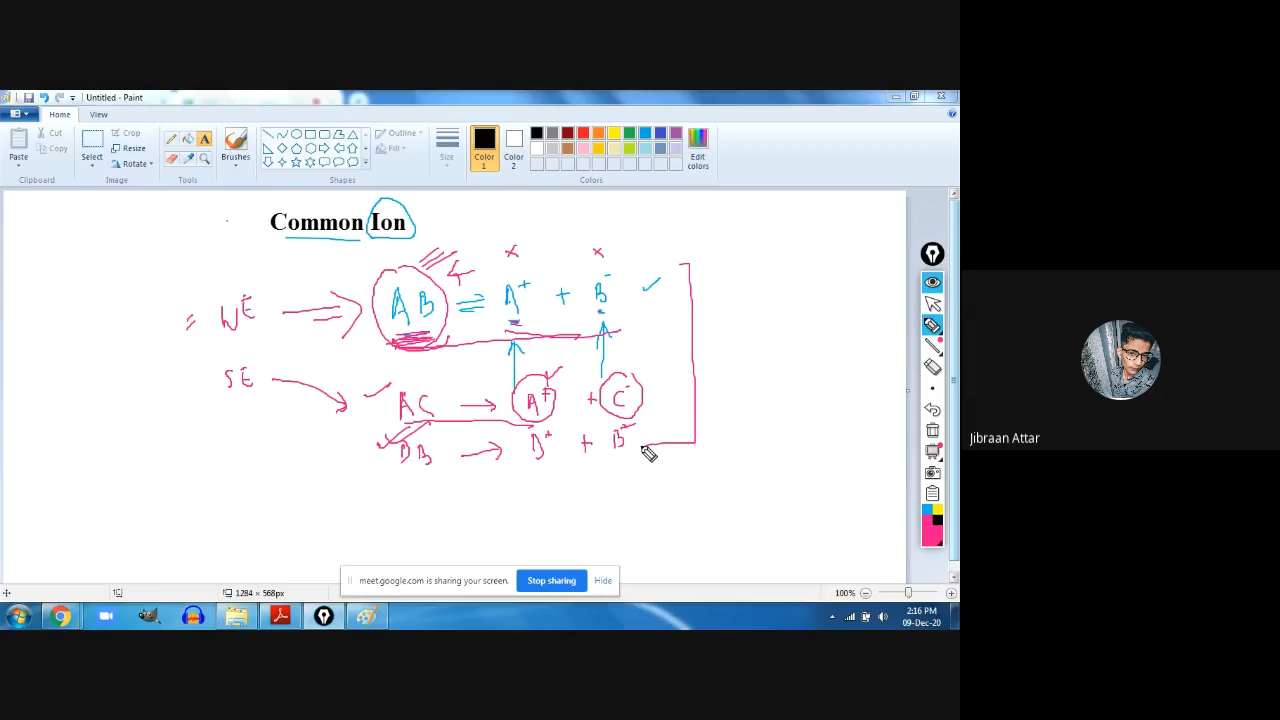 Untitled - Paint
Home
View
Paste
Cut
Copy
Clipboard
Select
Crop
Resize
Rotate
Image
A
Tools
Brushes
Outline
Fill
Shapes
Size
Color 1
Color 2
Edit colors
Colors
Common Ion
x x
= WE AB ⇌ A⁺ + B⁻ ✓
SE ✓ AC → A⁺ ✓ + C⁻
✓ DB → B⁺ + B⁻
Jibraan Attar
meet.google.com is sharing your screen.
Stop sharing
Hide
1284 × 568px
100%
2:16 PM
09-Dec-20